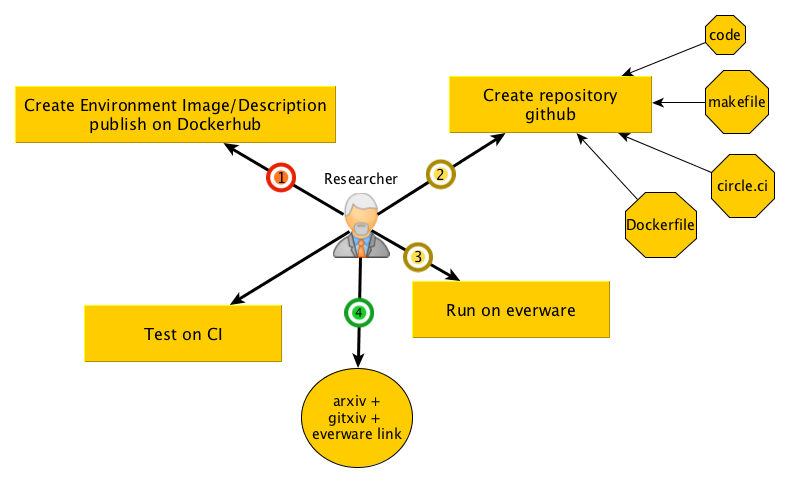 code
Create Environment Image/Description
publish on Dockerhub
Create repository
github
makefile
1
Researcher
2
circle.ci
Dockerfile
3
Test on CI
4
Run on everware
arxiv +
gitxiv +
everware link